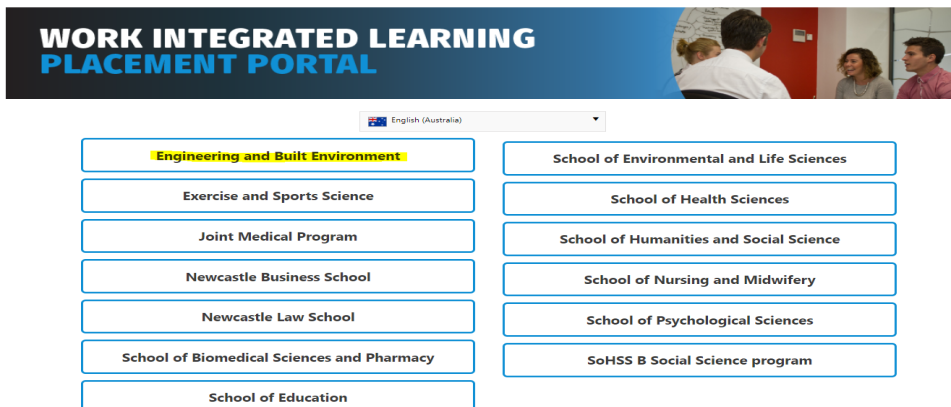 WORK INTEGRATED LEARNING
PLACEMENT PORTAL
English (Australia)
Engineering and Built Environment
Exercise and Sports Science
Joint Medical Program
Newcastle Business School
Newcastle Law School
School of Biomedical Sciences and Pharmacy
School of Education
School of Environmental and Life Sciences
School of Health Sciences
School of Humanities and Social Science
School of Nursing and Midwifery
School of Psychological Sciences
SoHSS B Social Science program